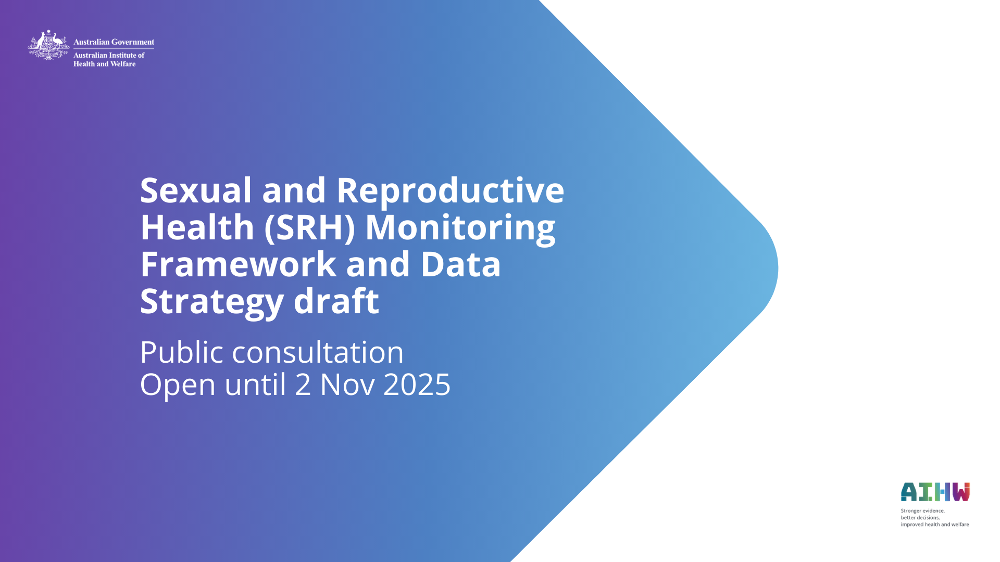 Australian Government
Australian Institute of
Health and Welfare
Sexual and Reproductive
Health (SRH) Monitoring
Framework and Data
Strategy draft
Public consultation
Open until 2 Nov 2025
AIHW
Stronger evidence,
better decisions,
improved health and welfare